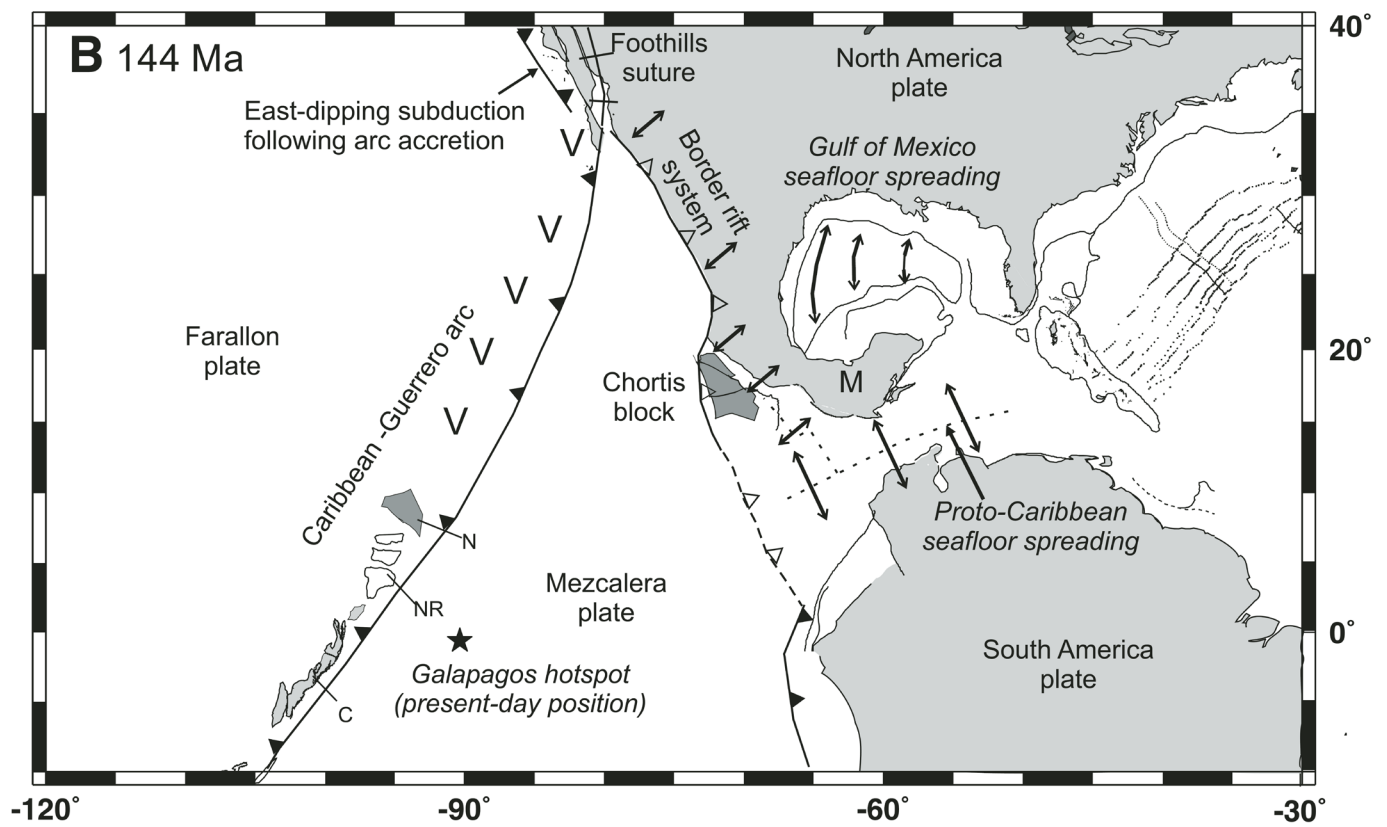 B 144 Ma
Foothills
suture
North America
plate
40°
East-dipping subduction
following arc accretion
V
Border rift
system
Gulf of Mexico
seafloor spreading
V
V
Farallon
plate
Caribbean -Guerrero arc
V
20°
Chortis
block
M
V
N
Proto-Caribbean
seafloor spreading
Mezcalera
plate
NR
0°
Galapagos hotspot
(present-day position)
South America
plate
C
-120°
-90°
-60°
-30°